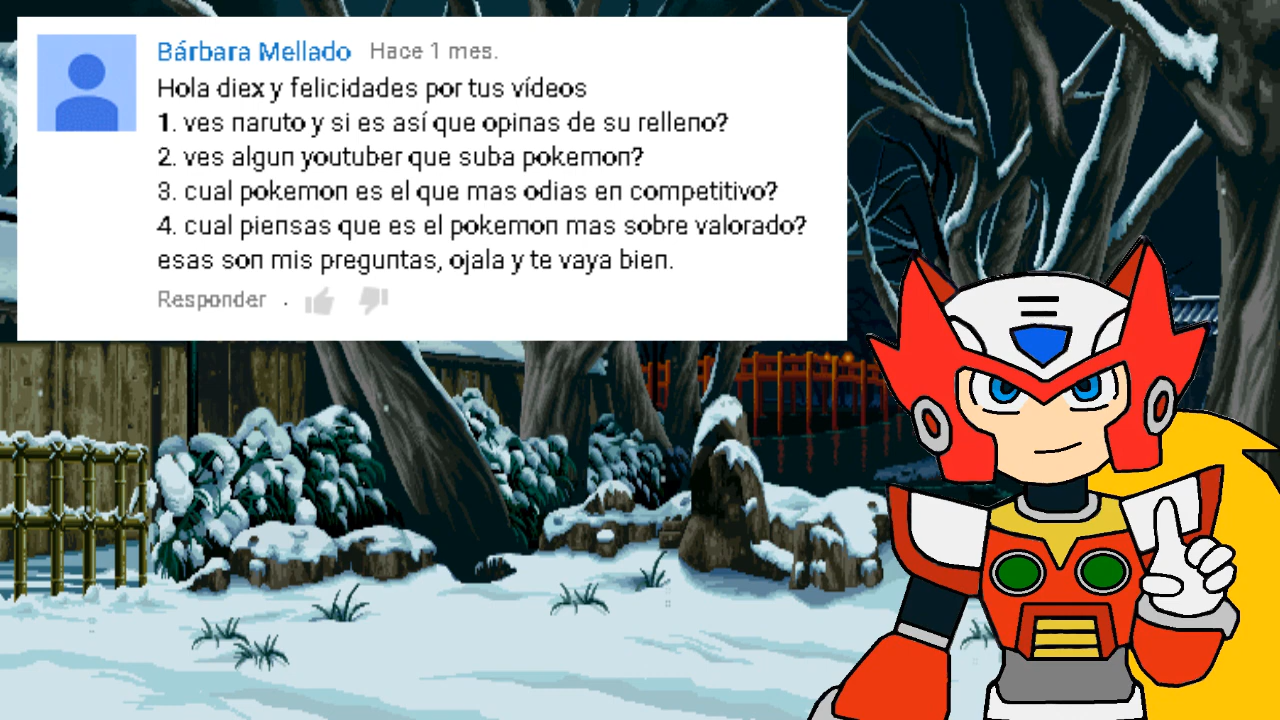 Bárbara Mellado Hace 1 mes.
Hola diex y felicidades por tus vídeos
1. ves naruto y si es así que opinas de su relleno?
2. ves algun youtuber que suba pokemon?
3. cual pokemon es el que mas odias en competitivo?
4. cual piensas que es el pokemon mas sobre valorado?
esas son mis preguntas, ojala y te vaya bien.
Responder ·